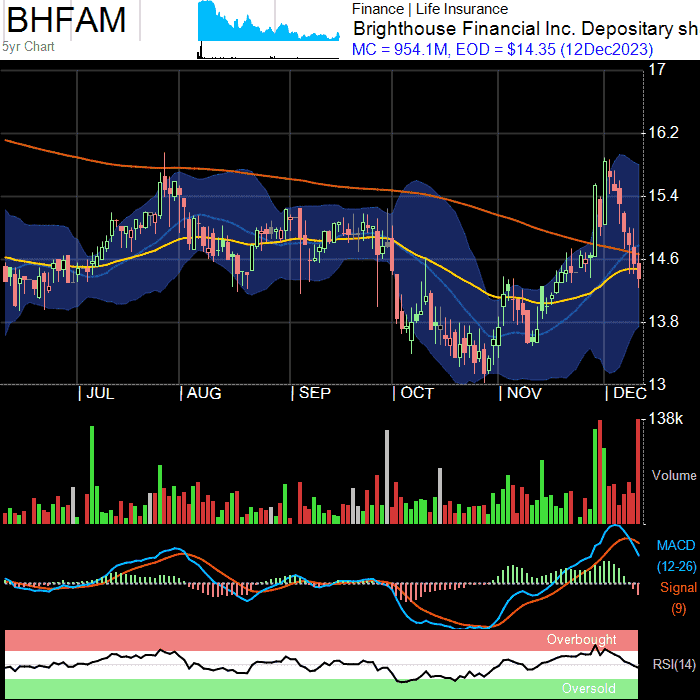 BHFAM
5yr Chart
Finance | Life Insurance
Brighthouse Financial Inc. Depositary sh
MC = 954.1M, EOD = $14.35 (12Dec2023)
17
16.2
15.4
14.6
13.8
13
JUL AUG SEP OCT NOV DEC
138k
Volume
MACD
(12-26)
Signal
(9)
Overbought
RSI(14)
Oversold